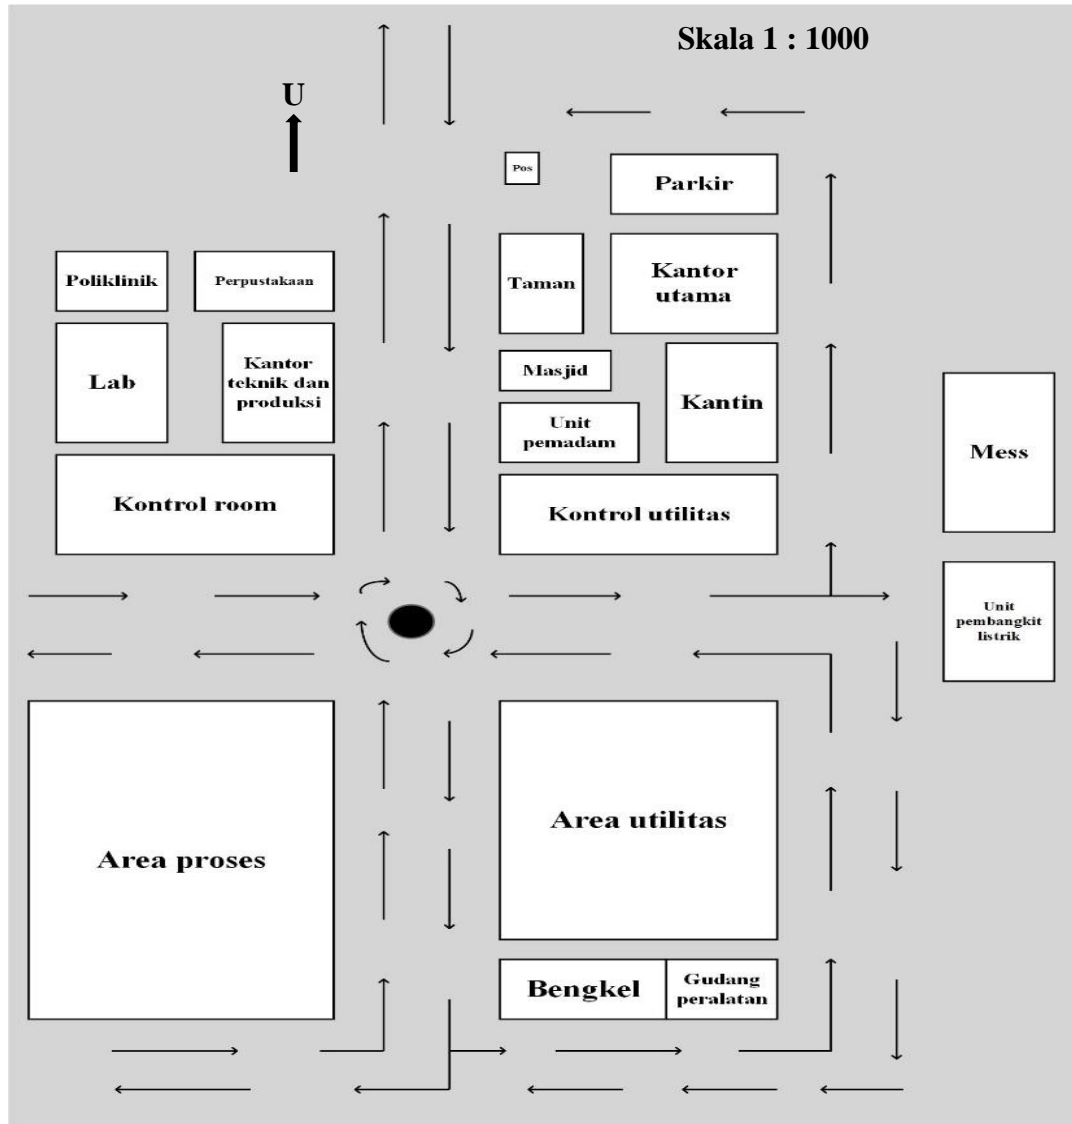 Skala 1 : 1000
U
Pos
Parkir
Poliklinik
Perpustakaan
Taman
Kantor
utama
Lab
Kantor
teknik dan
produksi
Masjid
Kantin
Unit
pemadam
Mess
Kontrol room
Kontrol utilitas
Unit
pembangkit
listrik
Area proses
Area utilitas
Bengkel
Gudang
peralatan